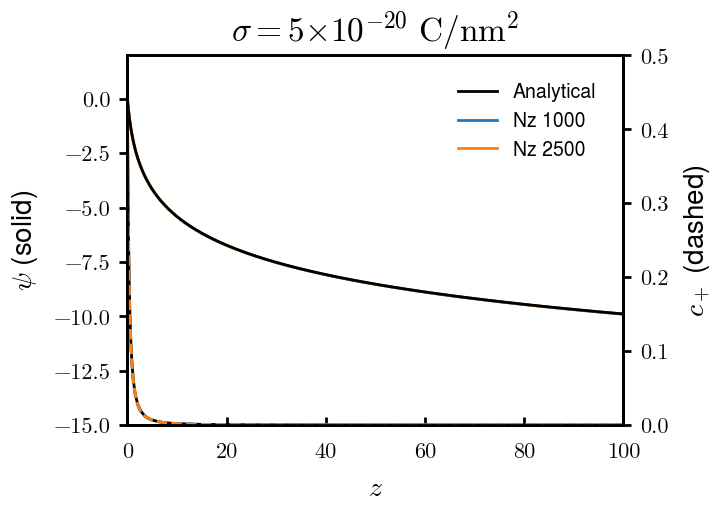 σ = 5×10⁻²⁰ C/nm²
Analytical
Nz 1000
Nz 2500
ψ (solid)
0.0
−2.5
−5.0
−7.5
−10.0
−12.5
−15.0
c₊ (dashed)
0.5
0.4
0.3
0.2
0.1
0.0
0 20 40 60 80 100
z